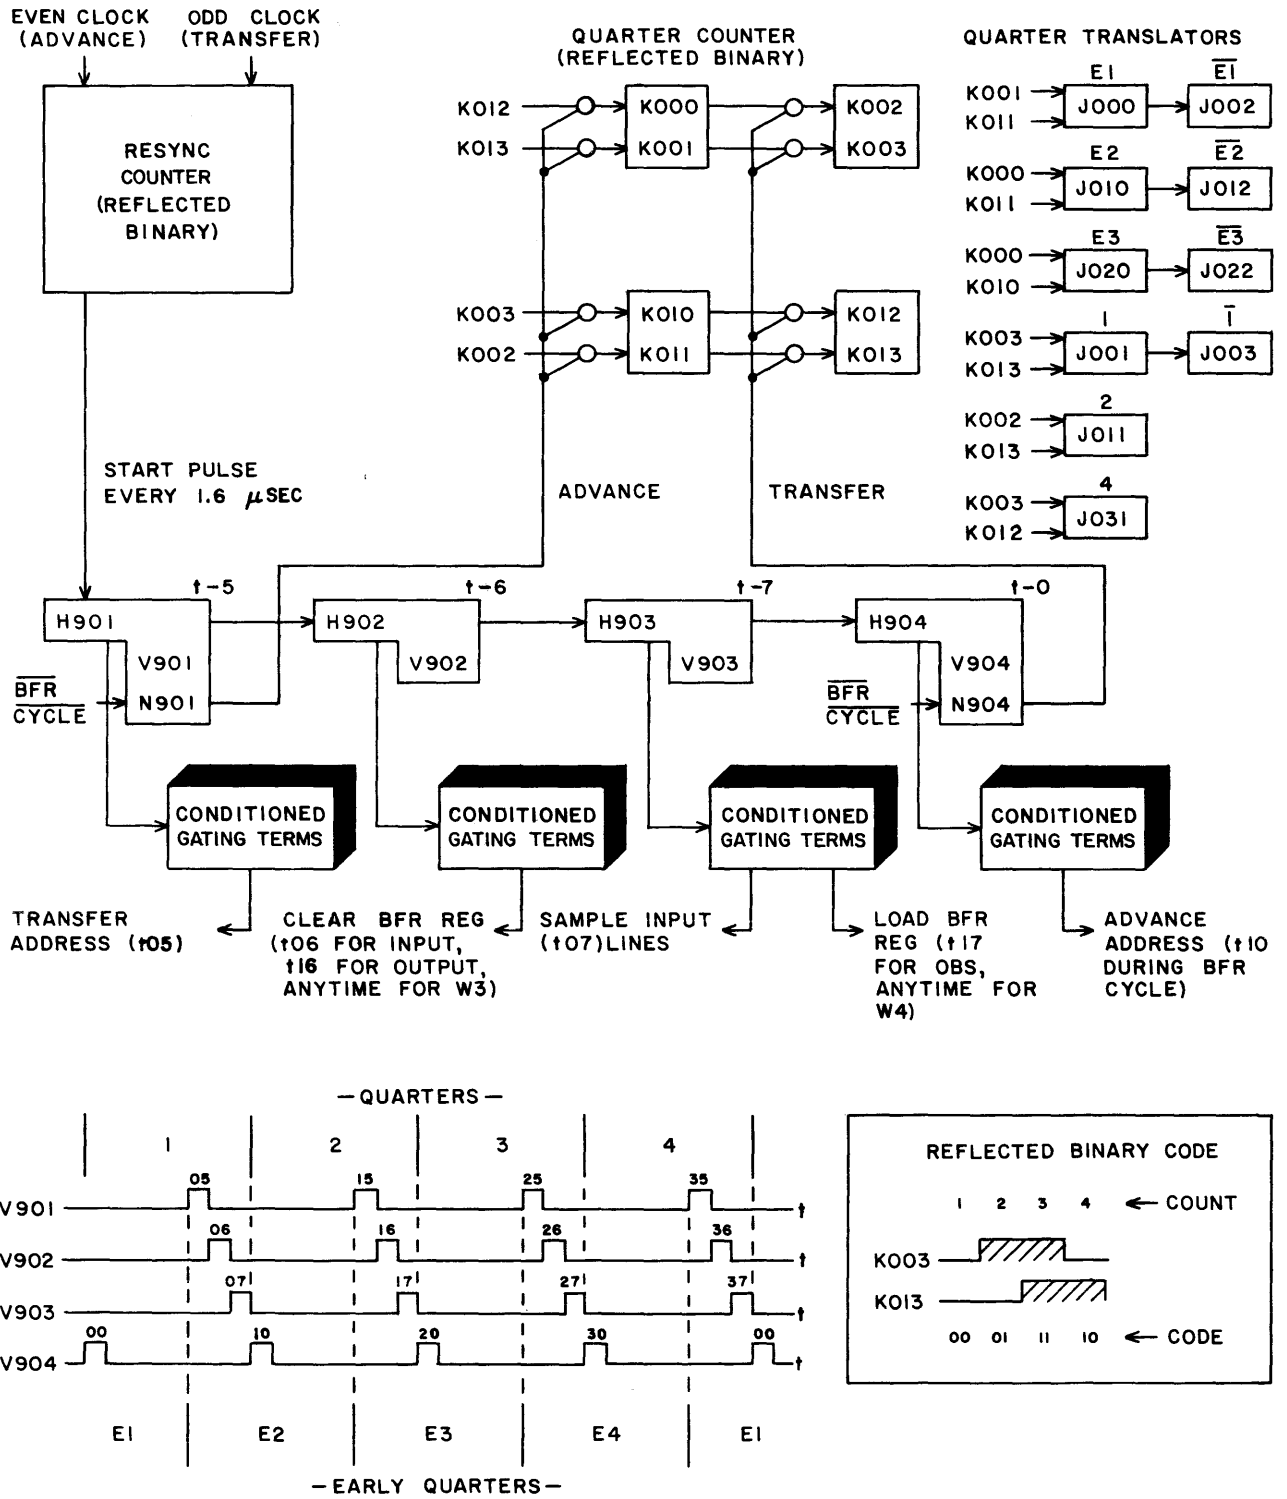 EVEN CLOCK
(ADVANCE)
ODD CLOCK
(TRANSFER)
RESYNC
COUNTER
(REFLECTED
BINARY)
START PULSE
EVERY 1.6 μSEC
QUARTER COUNTER
(REFLECTED BINARY)
K012
K013
K000
K001
K002
K003
K003
K002
K010
K011
K012
K013
ADVANCE
TRANSFER
QUARTER TRANSLATORS
K001
K011
E1
J000
E1
J002
K000
K011
E2
J010
E2
J012
K000
K010
E3
J020
E3
J022
K003
K013
1
J001
1
J003
K002
K013
2
J011
K003
K012
4
J031
t-5
H901
V901
N901
BFR
CYCLE
t-6
H902
V902
t-7
H903
V903
t-0
H904
V904
N904
BFR
CYCLE
CONDITIONED
GATING TERMS
CONDITIONED
GATING TERMS
CONDITIONED
GATING TERMS
CONDITIONED
GATING TERMS
TRANSFER
ADDRESS (t05)
CLEAR BFR REG
(t06 FOR INPUT,
t16 FOR OUTPUT,
ANYTIME FOR W3)
SAMPLE INPUT
(t07)LINES
LOAD BFR
REG (t17
FOR OBS,
ANYTIME FOR
W4)
ADVANCE
ADDRESS (t10
DURING BFR
CYCLE)
—QUARTERS—
1 2 3 4
V901 05 15 25 35 t
V902 06 16 26 36 t
V903 07 17 27 37 t
V904 00 10 20 30 00 t
E1 E2 E3 E4 E1
—EARLY QUARTERS—
REFLECTED BINARY CODE
1 2 3 4 ← COUNT
K003
K013
00 01 11 10 ← CODE